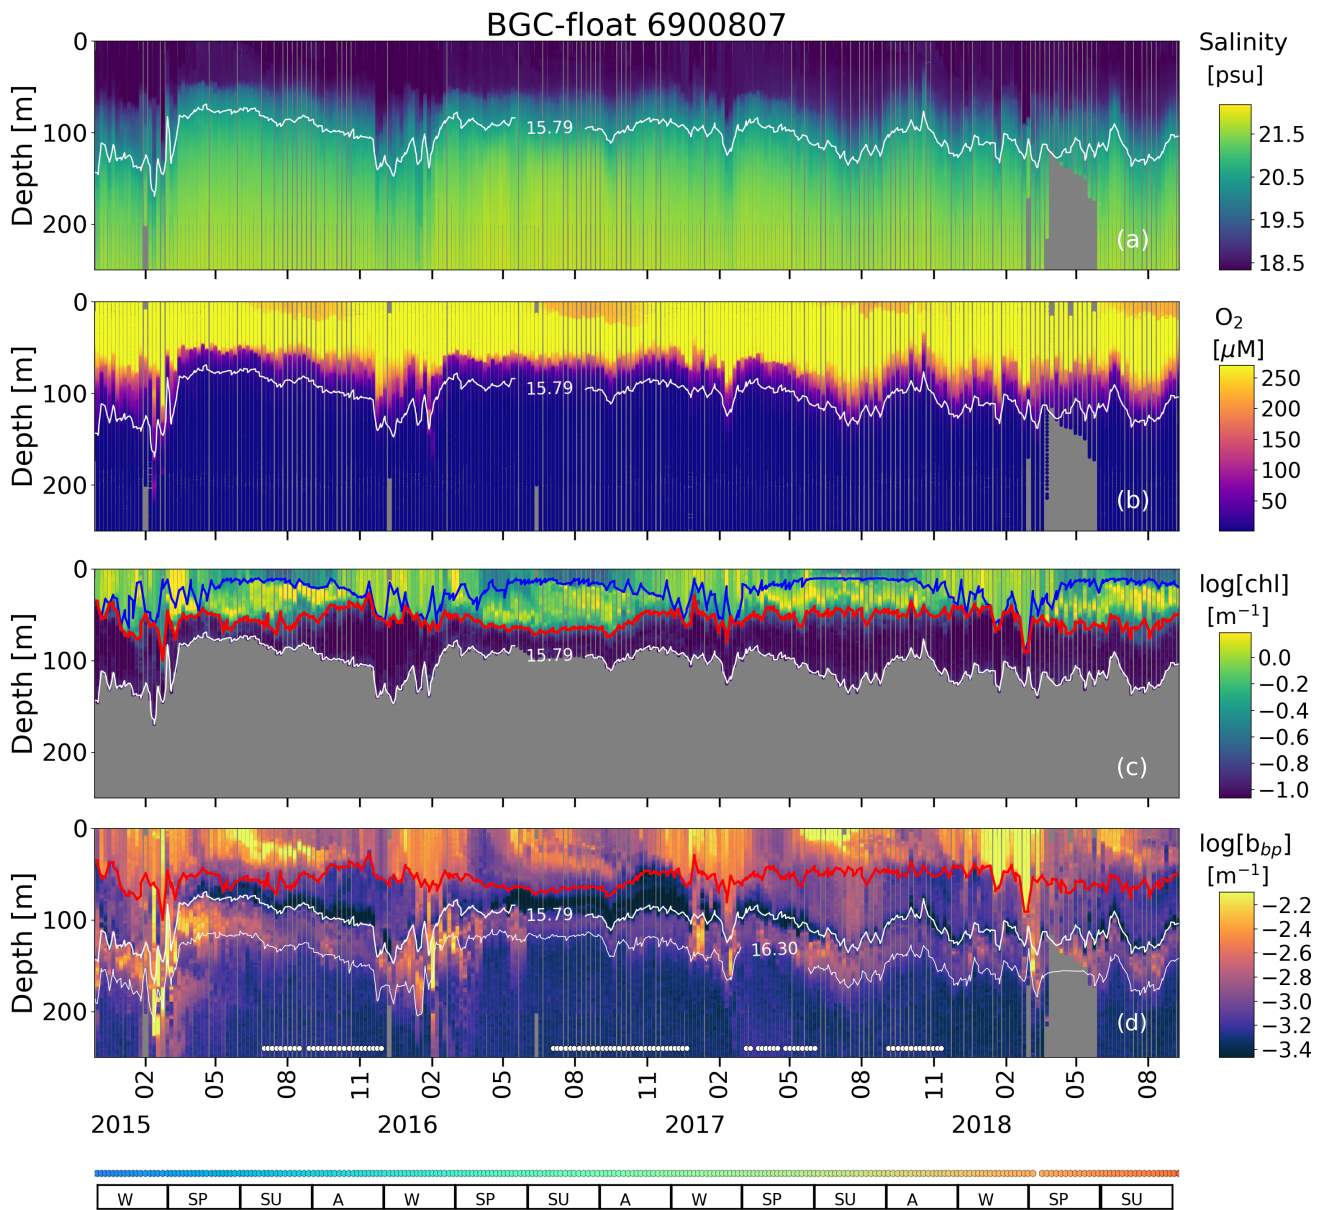 BGC-float 6900807
0
100
200
Depth [m]
15.79
(a)
Salinity
[psu]
21.5
20.5
19.5
18.5
0
100
200
Depth [m]
15.79
(b)
O2
[μM]
250
200
150
100
50
0
100
200
Depth [m]
15.79
(c)
log[chl]
[m−1]
0.0
−0.2
−0.4
−0.6
−0.8
−1.0
0
100
200
Depth [m]
15.79
16.30
(d)
log[bbp]
[m−1]
−2.2
−2.4
−2.6
−2.8
−3.0
−3.2
−3.4
02 05 08 11 02 05 08 11 02 05 08 11 02 05 08
2015 2016 2017 2018
W SP SU A W SP SU A W SP SU A W SP SU